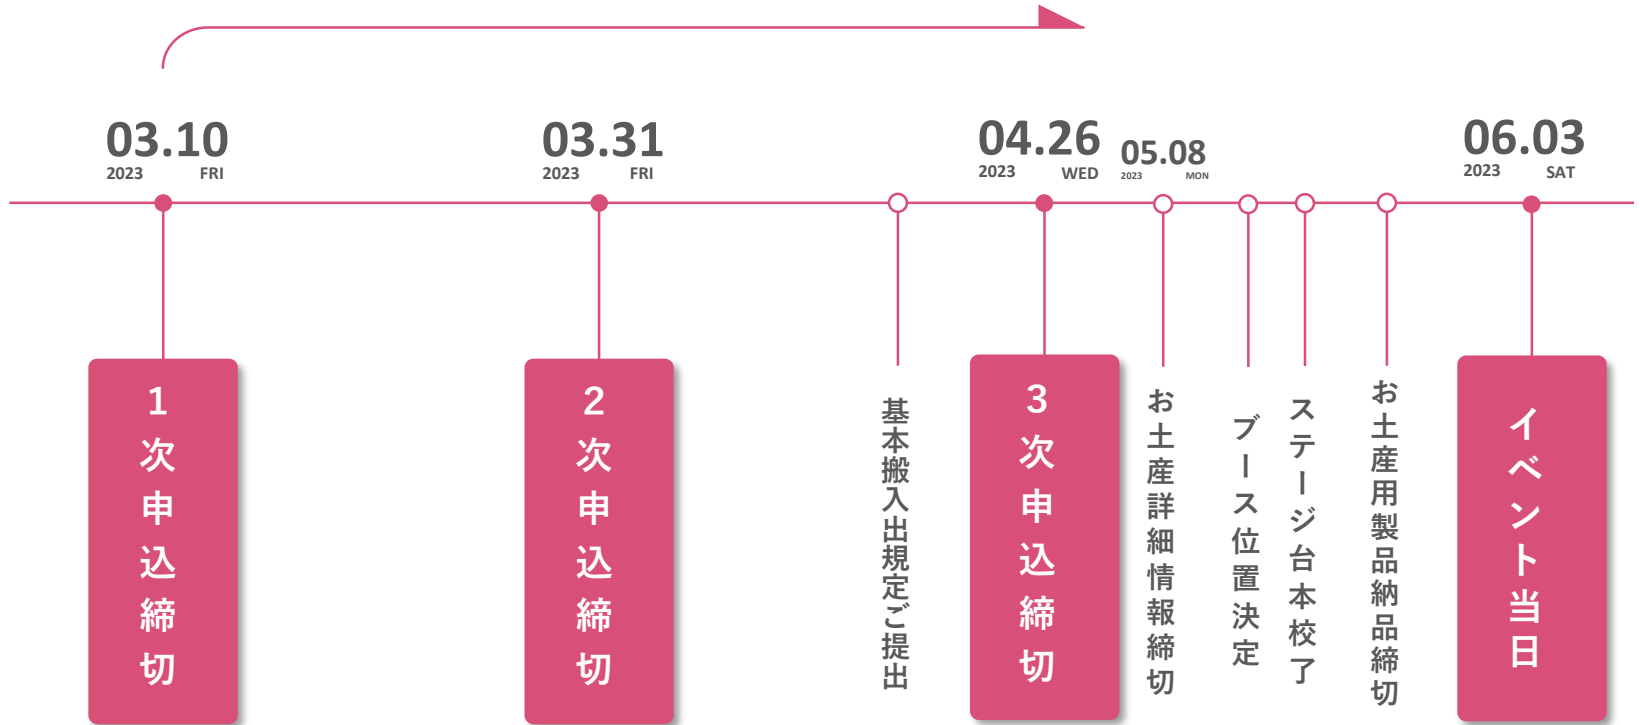 03.10
2023 FRI
03.31
2023 FRI
04.26
2023 WED
05.08
2023 MON
06.03
2023 SAT
1次申込締切
2次申込締切
基本搬入出規定ご提出
3次申込締切
お土産詳細情報締切
ブース位置決定
ステージ台本校了
お土産用製品納品締切
イベント当日